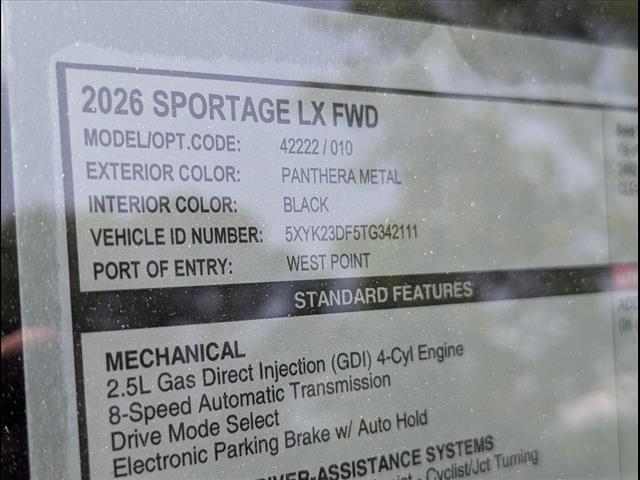 2026 SPORTAGE LX FWD
MODEL/OPT.CODE: 42222 / 010
EXTERIOR COLOR: PANTHERA METAL
INTERIOR COLOR: BLACK
VEHICLE ID NUMBER: 5XYK23DF5TG342111
PORT OF ENTRY: WEST POINT
STANDARD FEATURES
MECHANICAL
2.5L Gas Direct Injection (GDI) 4-Cyl Engine
8-Speed Automatic Transmission
Drive Mode Select
Electronic Parking Brake w/ Auto Hold
DRIVER-ASSISTANCE SYSTEMS
- Cyclist/Jct Turning